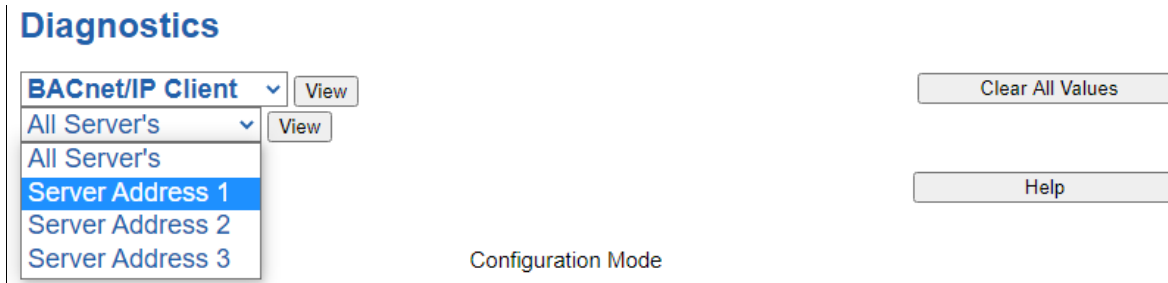 Diagnostics
BACnet/IP Client View Clear All Values
All Server's View
All Server's
Server Address 1 Help
Server Address 2
Server Address 3 Configuration Mode